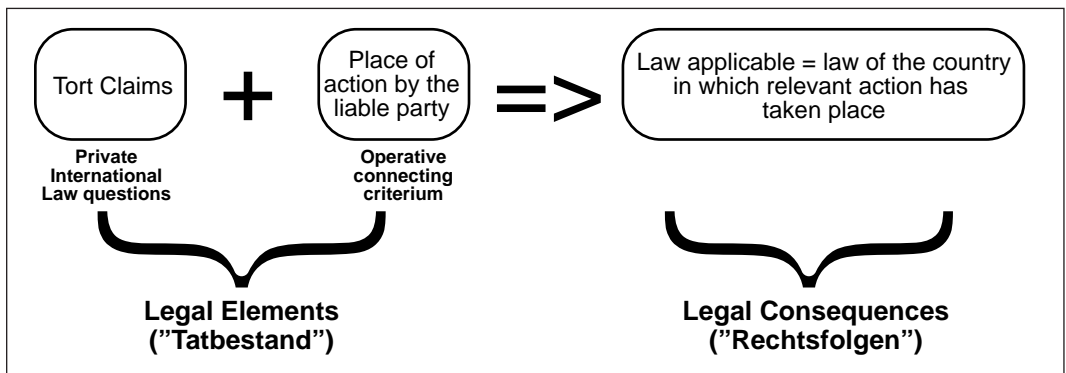 Tort Claims
+
Place of
action by the
liable party
=>
Law applicable = law of the country
in which relevant action has
taken place
Private
International
Law questions
Operative
connecting
criterium
Legal Elements
(”Tatbestand”)
Legal Consequences
(”Rechtsfolgen”)